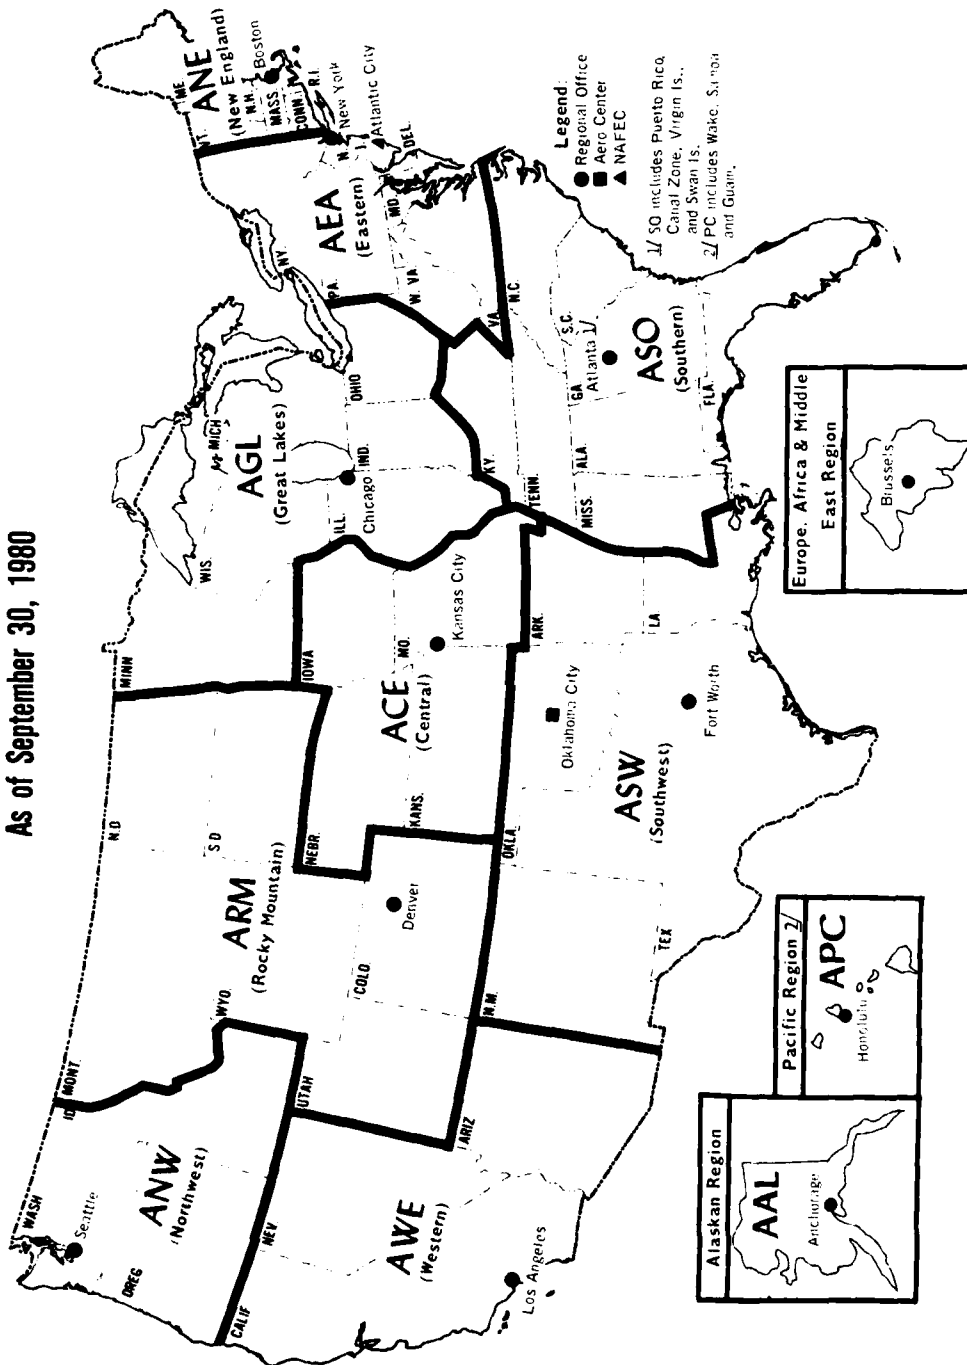 As of September 30, 1980
WASH
Seattle
OREG
ANW
(Northwest)
ID
MONT.
N.D
MINN
S D
WYO.
ARM
(Rocky Mountain)
NEBR.
IOWA
WIS.
MICH
AGL
(Great Lakes)
ILL.
Chicago
IND.
OHIO
ME.
VT.
N.H.
ANE
(New England)
Boston
MASS
CONN.
R.I.
NY.
New York
PA.
AEA
(Eastern)
N.J.
Atlantic City
MD.
DEL.
W. VA.
VA.
CALIF
NEV
UTAH
AWE
(Western)
Los Angeles
ARIZ
COLO
Denver
N.M.
ACE
(Central)
KANS.
MO.
Kansas City
OKLA.
Oklahoma City
ARK.
ASW
(Southwest)
Fort Worth
TEX
LA
KY.
TENN.
N.C.
S.C.
MISS.
ALA
GA
Atlanta 1/
ASO
(Southern)
FLA.
Legend:
Regional Office
Aero Center
NAFEC
1/ SO includes Puerto Rico,
Canal Zone, Virgin Is.,
and Swan Is.
2/ PC includes Wake, Samoa
and Guam.
Alaskan Region
AAL
Anchorage
Pacific Region 2/
APC
Honolulu
Europe, Africa & Middle
East Region
Brussels